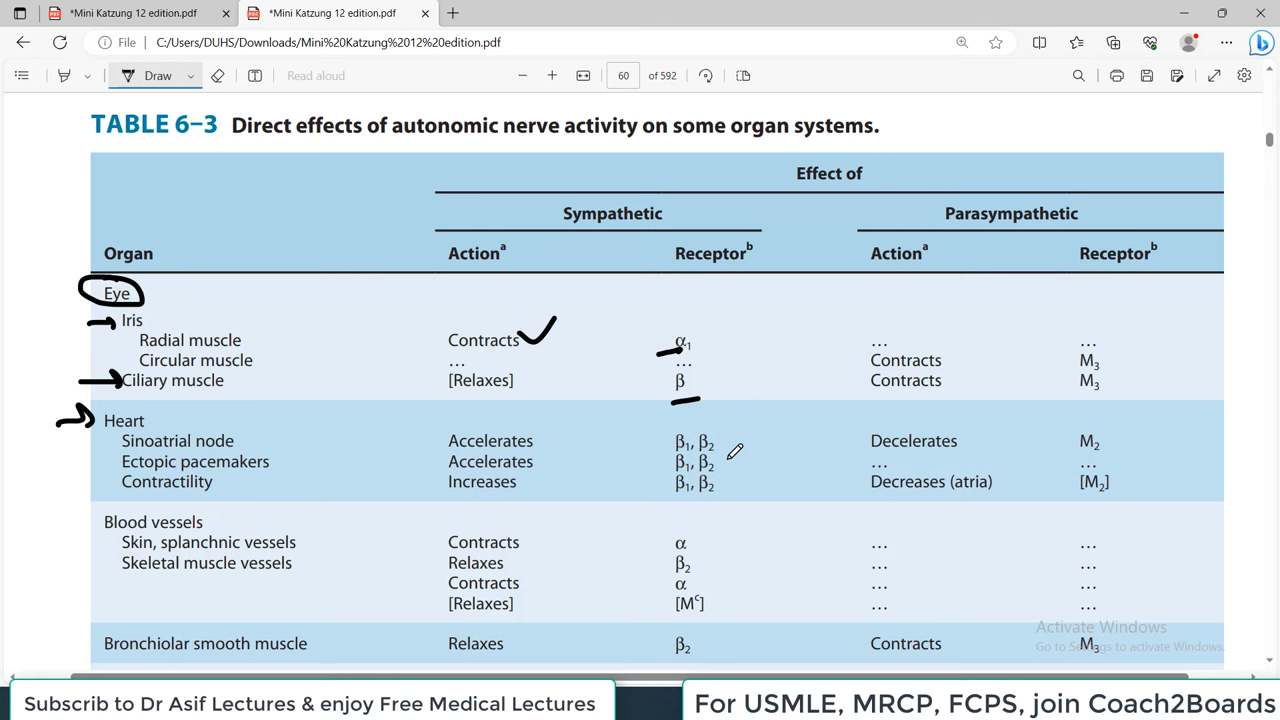 *Mini Katzung 12 edition.pdf
*Mini Katzung 12 edition.pdf
File C:/Users/DUHS/Downloads/Mini%20Katzung%2012%20edition.pdf
Draw Read aloud 60 of 592
TABLE 6–3 Direct effects of autonomic nerve activity on some organ systems.
Effect of
Sympathetic Parasympathetic
Organ Actionᵃ Receptorᵇ Actionᵃ Receptorᵇ
Eye
Iris
Radial muscle Contracts α₁ … …
Circular muscle … … Contracts M₃
Ciliary muscle [Relaxes] β Contracts M₃
Heart
Sinoatrial node Accelerates β₁, β₂ Decelerates M₂
Ectopic pacemakers Accelerates β₁, β₂ … …
Contractility Increases β₁, β₂ Decreases (atria) [M₂]
Blood vessels
Skin, splanchnic vessels Contracts α … …
Skeletal muscle vessels Relaxes β₂ … …
Contracts α … …
[Relaxes] [Mᶜ] … …
Activate Windows
Bronchiolar smooth muscle Relaxes β₂ Contracts M₃
Go to Settings to activate Windows.
Subscrib to Dr Asif Lectures & enjoy Free Medical Lectures
For USMLE, MRCP, FCPS, join Coach2Boards